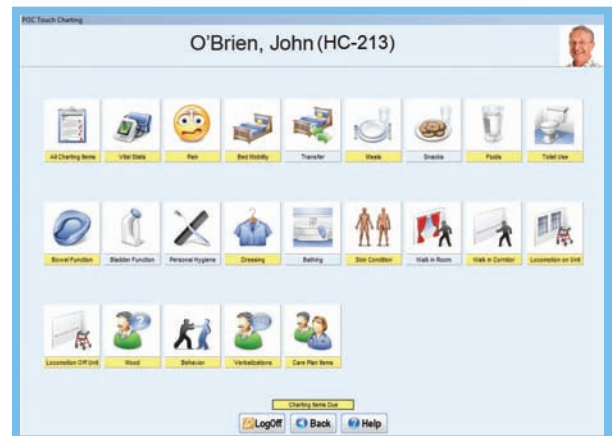 POC Touch Charting
O'Brien, John (HC-213)
All Charting Items
Vital Stats
Pain
Bed Mobility
Transfer
Meals
Snacks
Fluids
Toilet Use
Bowel Function
Bladder Function
Personal Hygiene
Dressing
Bathing
Skin Condition
Walk in Room
Walk in Corridor
Locomotion on Unit
Locomotion Off Unit
Mood
Behavior
Verbalizations
Care Plan Items
Charting Items Due
LogOff
Back
Help